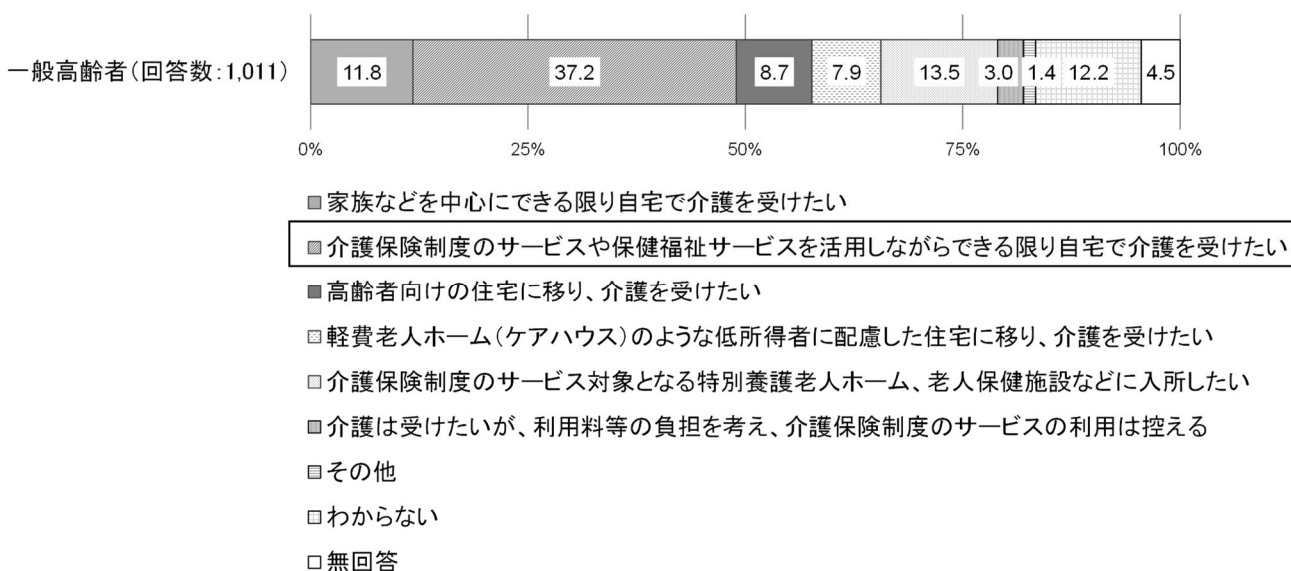 一般高齢者(回答数:1,011)
11.8 37.2 8.7 7.9 13.5 3.0 1.4 12.2 4.5
0% 25% 50% 75% 100%
家族などを中心にできる限り自宅で介護を受けたい
介護保険制度のサービスや保健福祉サービスを活用しながらできる限り自宅で介護を受けたい
高齢者向けの住宅に移り、介護を受けたい
軽費老人ホーム(ケアハウス)のような低所得者に配慮した住宅に移り、介護を受けたい
介護保険制度のサービス対象となる特別養護老人ホーム、老人保健施設などに入所したい
介護は受けたいが、利用料等の負担を考え、介護保険制度のサービスの利用は控える
その他
わからない
無回答